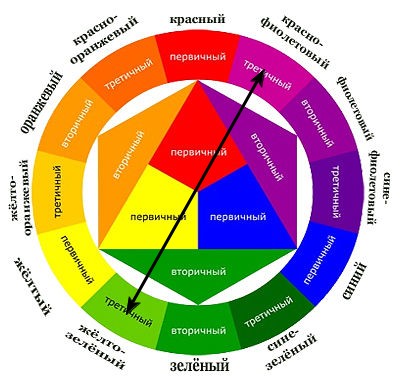 красный
красно-
фиолетовый
фиолетовый
сине-
фиолетовый
синий
сине-
зелёный
зелёный
жёлто-
зелёный
жёлтый
жёлто-
оранжевый
оранжевый
красно-
оранжевый
первичный
третичный
вторичный
третичный
первичный
третичный
вторичный
третичный
первичный
третичный
вторичный
третичный
вторичный
первичный
вторичный
первичный
первичный
вторичный